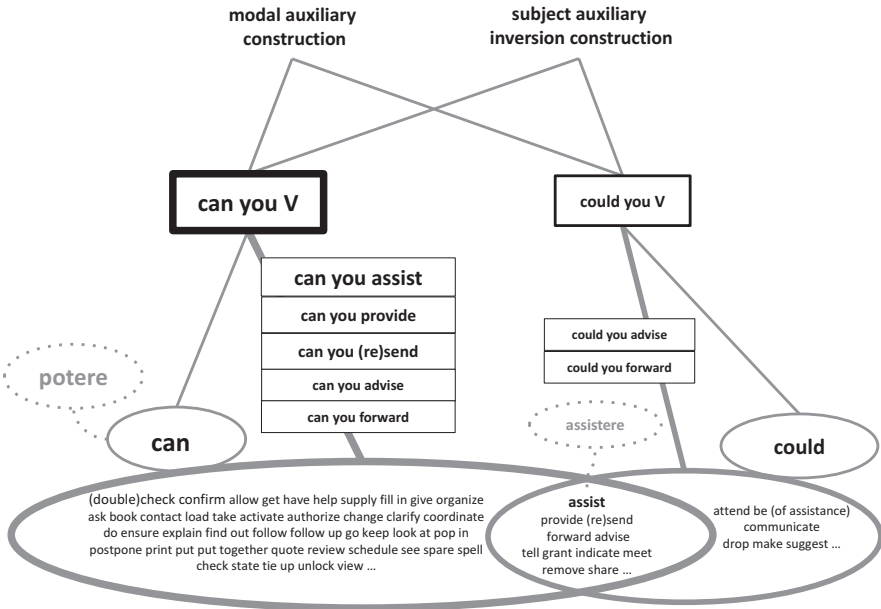 modal auxiliary
construction
subject auxiliary
inversion construction
can you V
could you V
can you assist
can you provide
can you (re)send
can you advise
can you forward
could you advise
could you forward
potere
assistere
can
could
(double)check confirm allow get have help supply fill in give organize
ask book contact load take activate authorize change clarify coordinate
do ensure explain find out follow follow up go keep look at pop in
postpone print put put together quote review schedule see spare spell
check state tie up unlock view ...
assist
provide (re)send
forward advise
tell grant indicate meet
remove share ...
attend be (of assistance)
communicate
drop make suggest ...